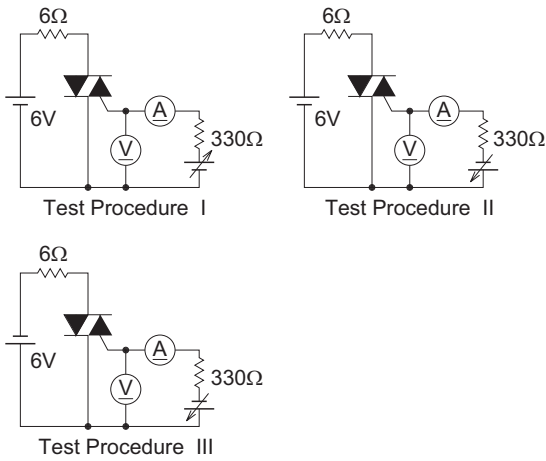 6Ω
6V
A
V
330Ω
Test Procedure I
6Ω
6V
A
V
330Ω
Test Procedure II
6Ω
6V
A
V
330Ω
Test Procedure III